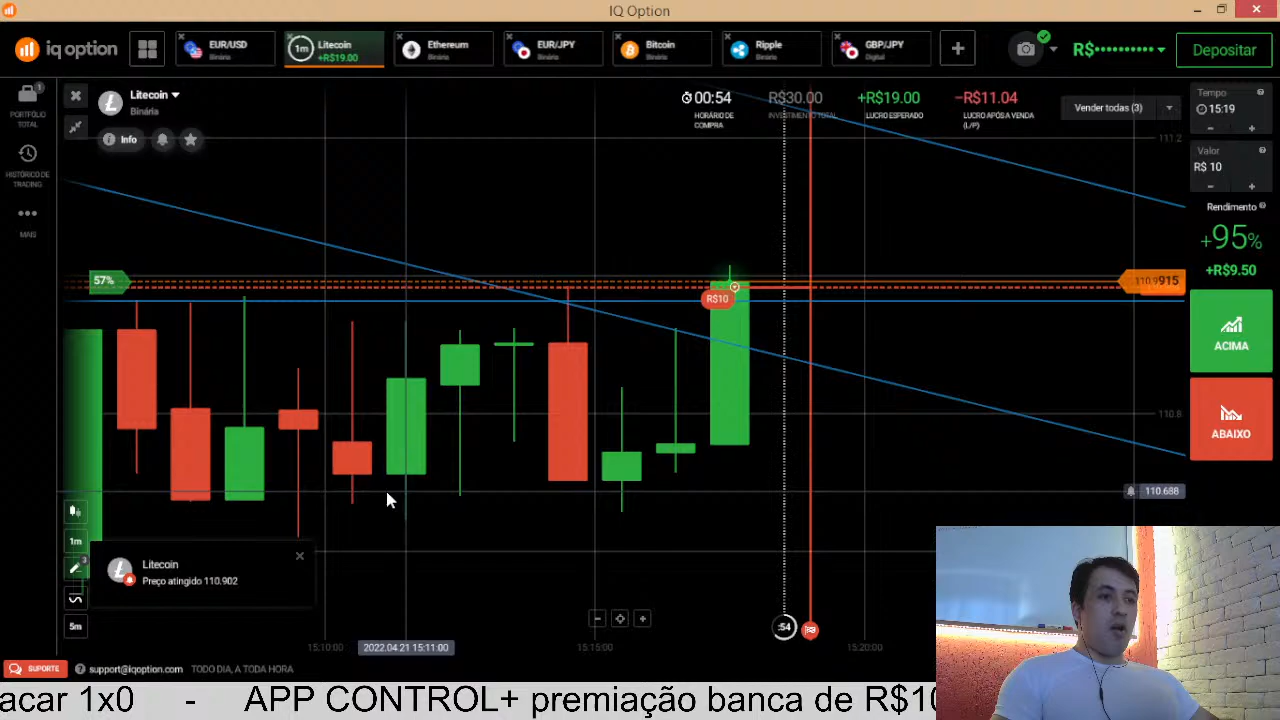 IQ Option
iq option
EUR/USD
Binária
1m
Litecoin
+R$19.00
Ethereum
Binária
EUR/JPY
Binária
Bitcoin
Binária
Ripple
Binária
GBP/JPY
Digital
R$
Depositar
1
PORTFÓLIO
TOTAL
HISTÓRICO DE
TRADING
MAIS
Litecoin
Binária
Info
00:54
HORÁRIO DE
COMPRA
R$30.00
INVESTIMENTO TOTAL
+R$19.00
LUCRO ESPERADO
−R$11.04
LUCRO APÓS A VENDA
(L/P)
Vender todas (3)
111.2
Tempo
15:19
Valor
R$ 10
Rendimento
+95%
+R$9.50
ACIMA
ABAIXO
57%
R$10
110.9915
110.8
110.688
1m
3
5m
Litecoin
Preço atingido 110.902
:54
15:10:00
2022.04.21 15:11:00
15:15:00
15:20:00
SUPORTE
support@iqoption.com
TODO DIA, A TODA HORA
acar 1x0 - APP CONTROL+ premiação banca de R$10